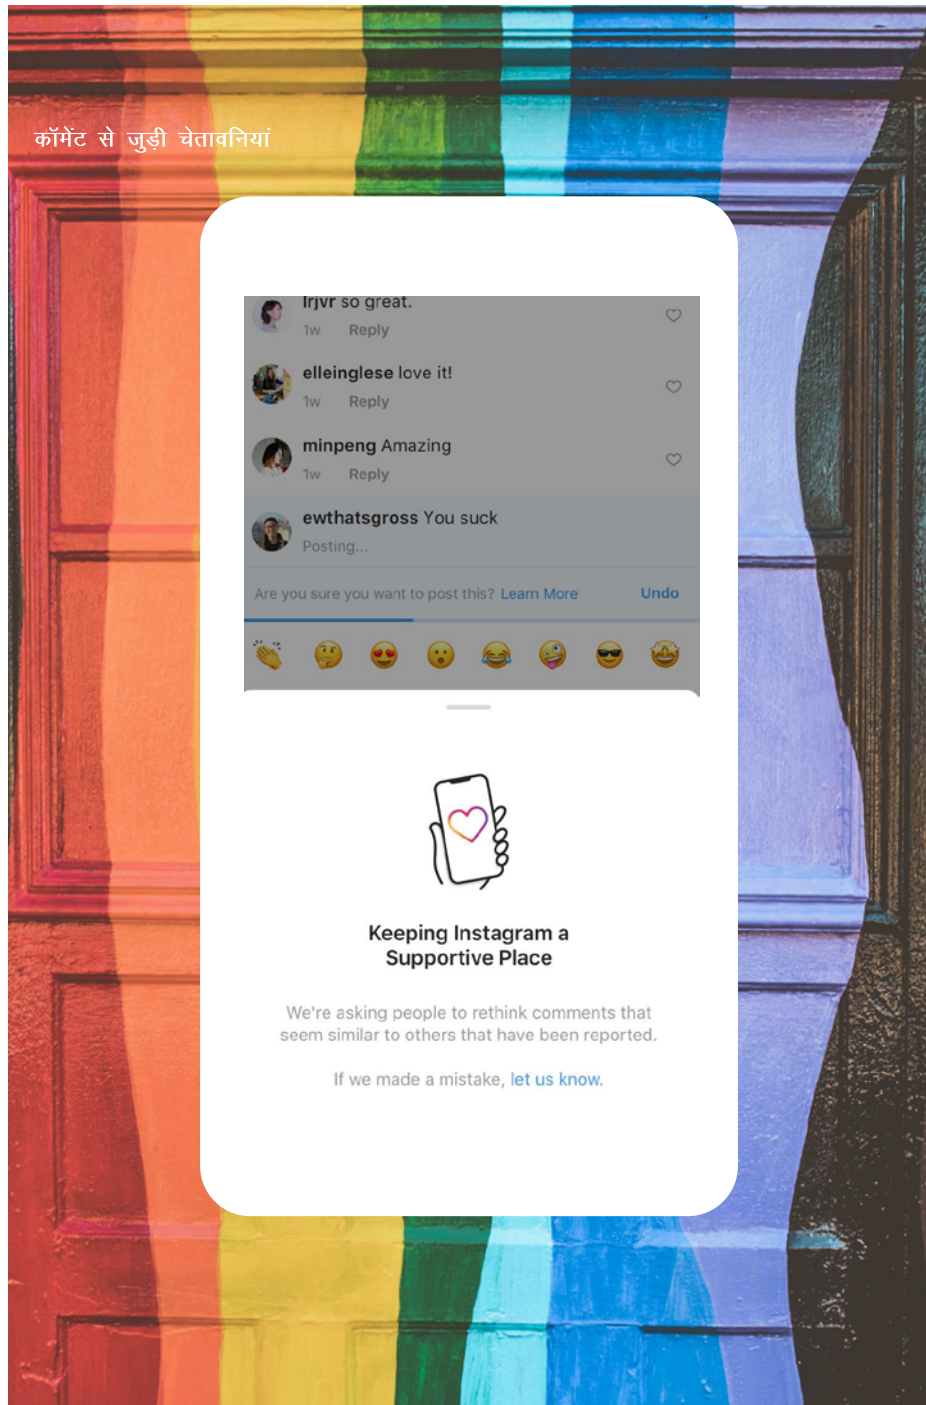 कॉमेंट से जुड़ी चेतावनियां
lrjvr so great.
1w Reply
elleinglese love it!
1w Reply
minpeng Amazing
1w Reply
ewthatsgross You suck
Posting...
Are you sure you want to post this? Learn More Undo
Keeping Instagram a
Supportive Place
We're asking people to rethink comments that
seem similar to others that have been reported.
If we made a mistake, let us know.